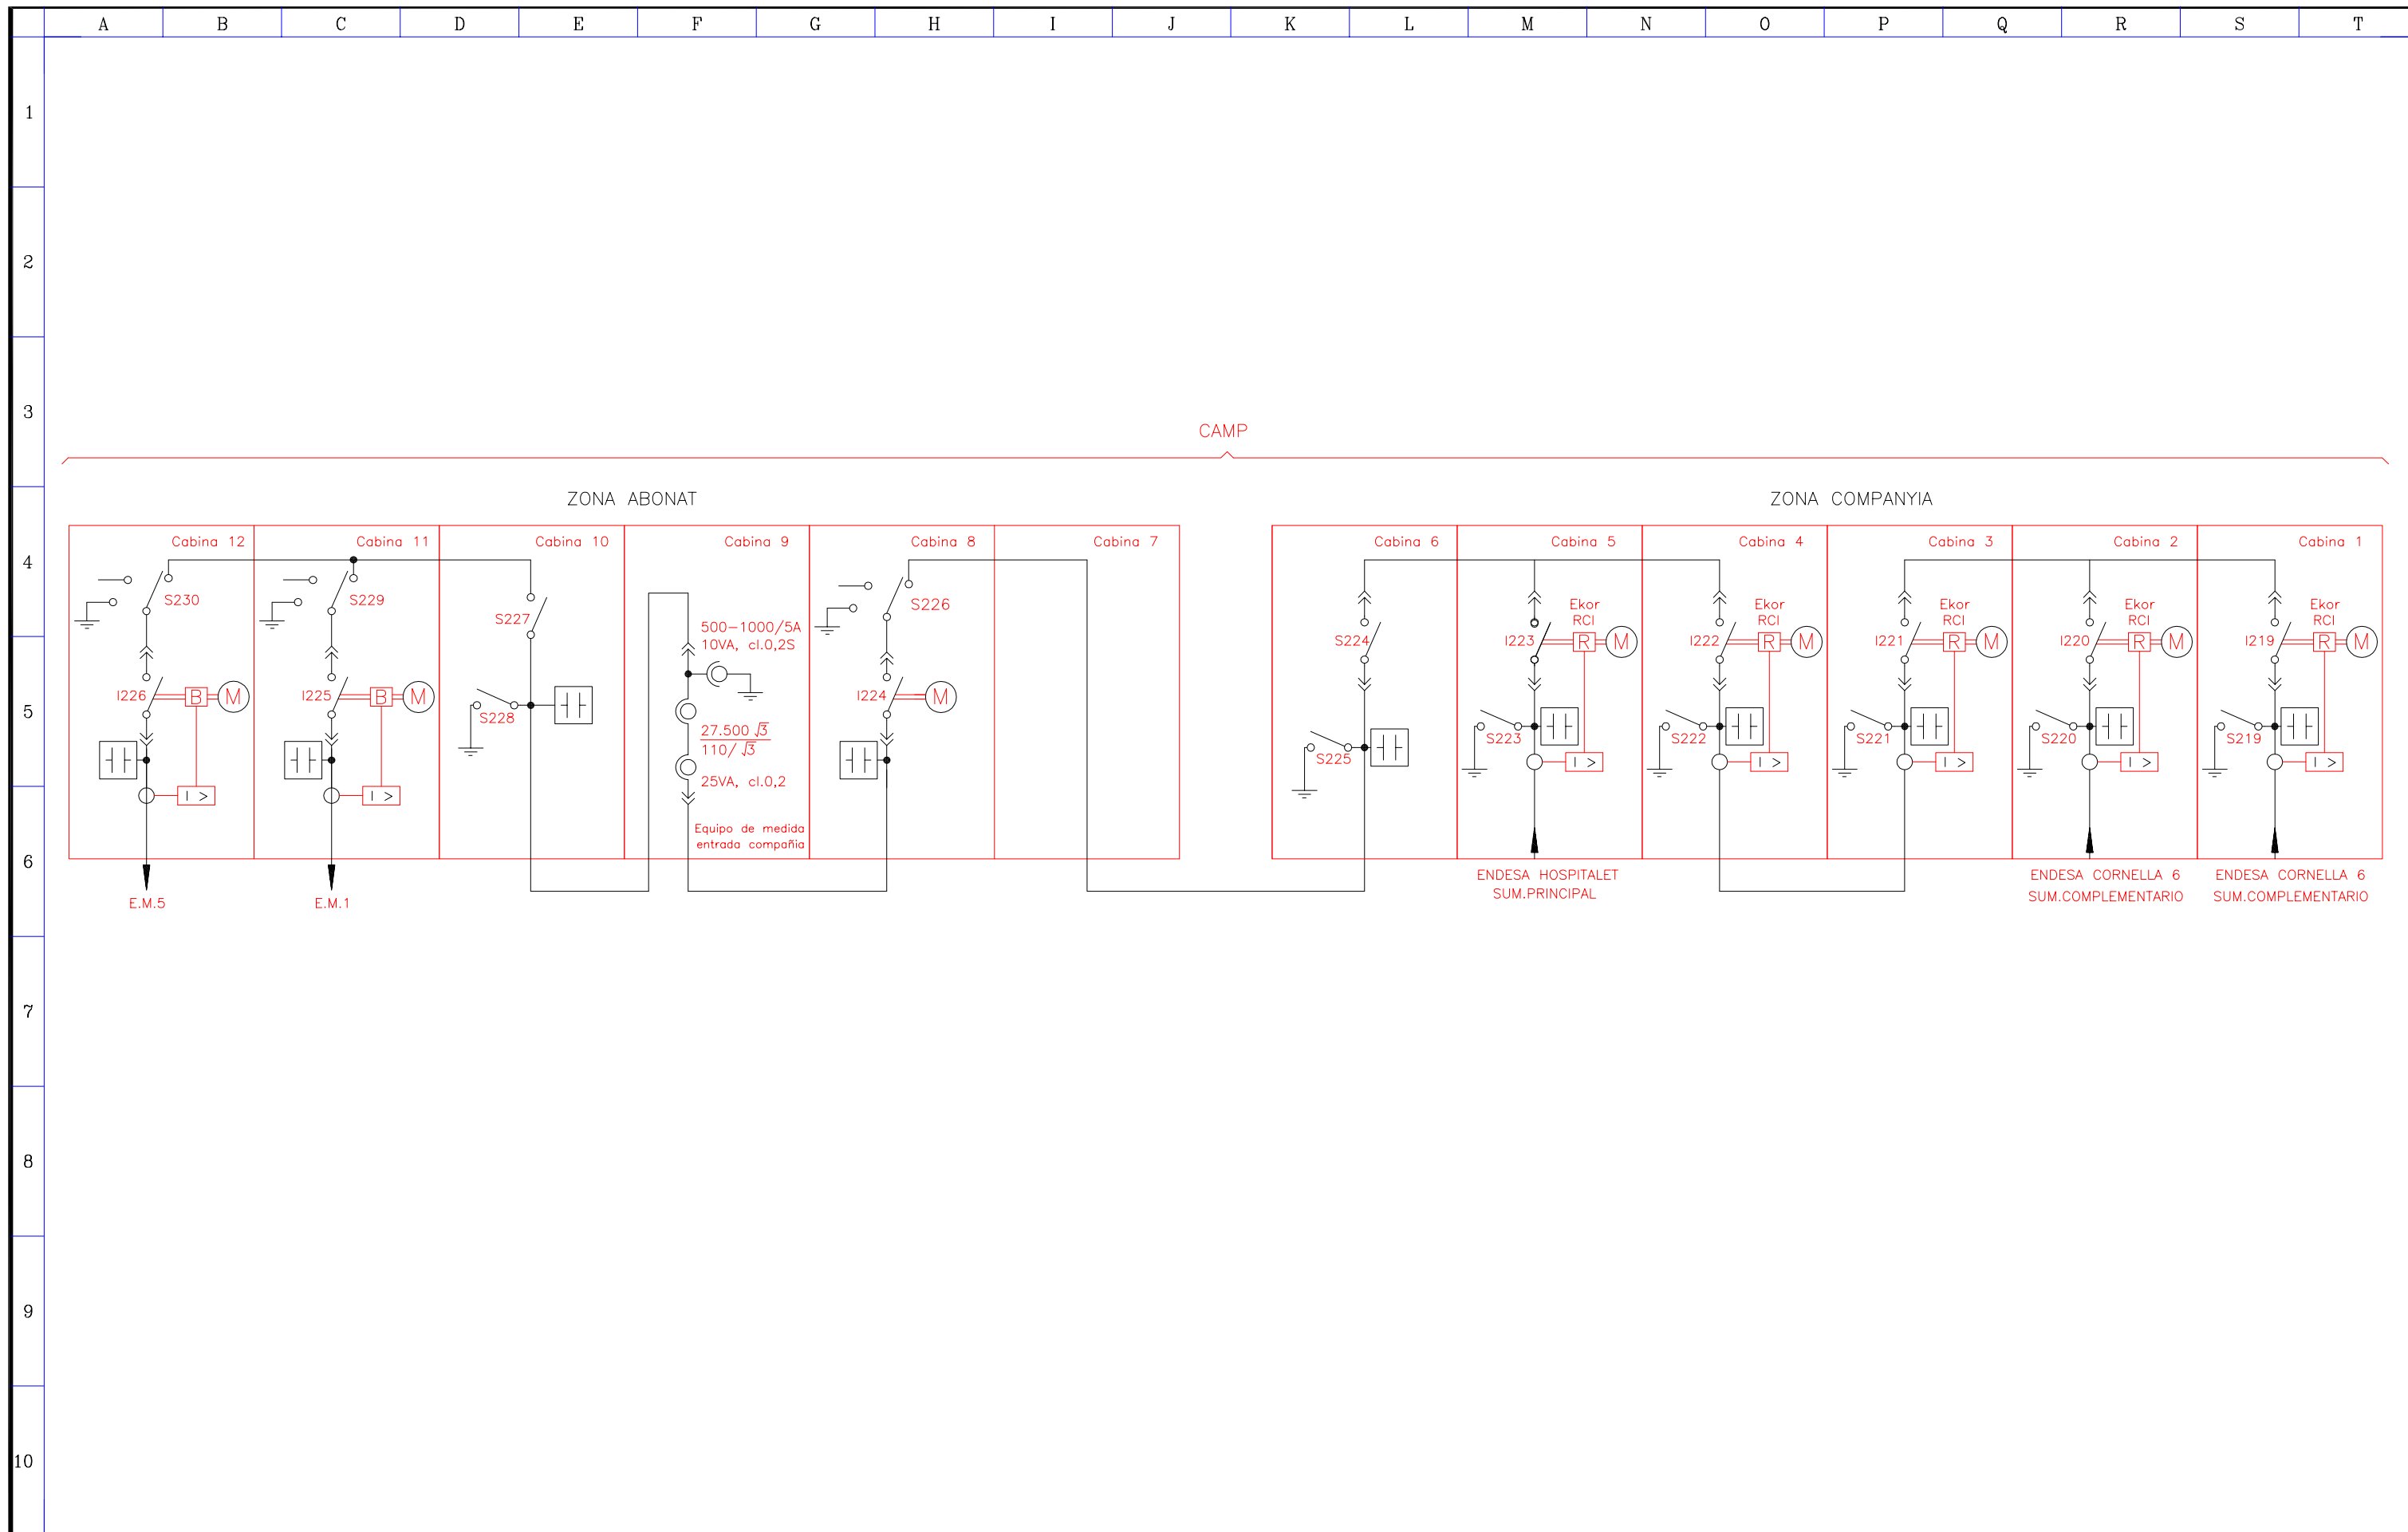 A B C D E F G H I J K L M N O P Q R S T
1
2
3
CAMP
ZONA ABONAT
ZONA COMPANYIA
4
Cabina 12
S230
I226
B
M
I >
E.M.5
Cabina 11
S229
I225
B
M
I >
E.M.1
Cabina 10
S227
S228
Cabina 9
500-1000/5A
10VA, cl.0,2S
27.500 √3
110/ √3
25VA, cl.0,2
Equipo de medida
entrada compañia
Cabina 8
S226
I224
M
Cabina 7
Cabina 6
S224
S225
Cabina 5
Ekor
RCI
I223
R
M
S223
I >
ENDESA HOSPITALET
SUM.PRINCIPAL
Cabina 4
Ekor
RCI
I222
R
M
S222
I >
Cabina 3
Ekor
RCI
I221
R
M
S221
I >
Cabina 2
Ekor
RCI
I220
R
M
S220
I >
ENDESA CORNELLA 6
SUM.COMPLEMENTARIO
Cabina 1
Ekor
RCI
I219
R
M
S219
I >
ENDESA CORNELLA 6
SUM.COMPLEMENTARIO
5
6
7
8
9
10